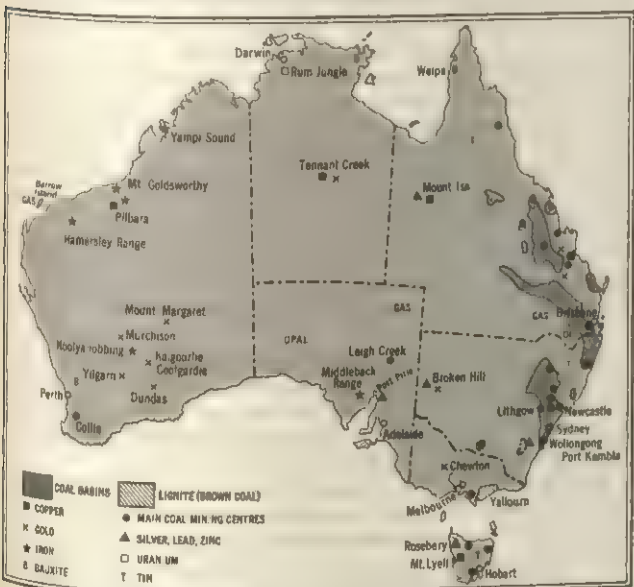 Darwin
Rum Jungle
Weipa
T
Yampi Sound
Tennant Creek
Mount Isa
Barrow Island
GAS
Mt Goldsworthy
Pilbara
Hamersley Range
Mount Margaret
Murchison
Koolyanobbing
Kalgoorlie
Coolgardie
Yilgarn
Dundas
B
Perth
Collie
OPAL
GAS
Leigh Creek
Middleback Range
Port Pirie
Adelaide
Broken Hill
GAS
Brisbane
T
Lithgow
Newcastle
Sydney
Wollongong
Port Kembla
Chewton
Melbourne
Yallourn
Rosebery
Mt. Lyell
T
Hobart
COAL BASINS
LIGNITE (BROWN COAL)
COPPER
MAIN COAL MINING CENTRES
GOLD
SILVER, LEAD, ZINC
IRON
URANIUM
B BAUXITE
T TIN